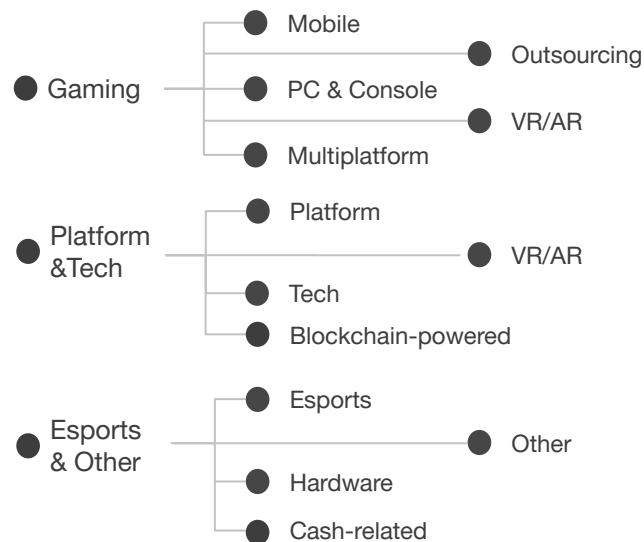 Mobile
Outsourcing
Gaming
PC & Console
VR/AR
Multiplatform
Platform
Platform
&Tech
VR/AR
Tech
Blockchain-powered
Esports
Esports
& Other
Other
Hardware
Cash-related